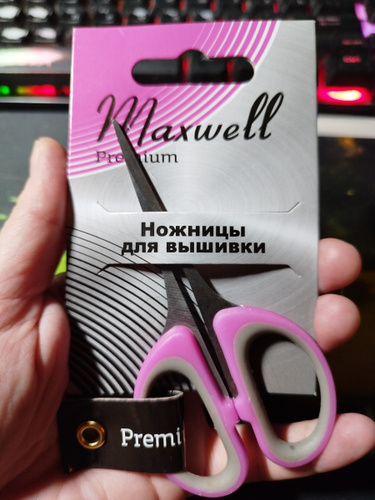 Maxwell
Premium
Ножницы
для вышивки
Premi